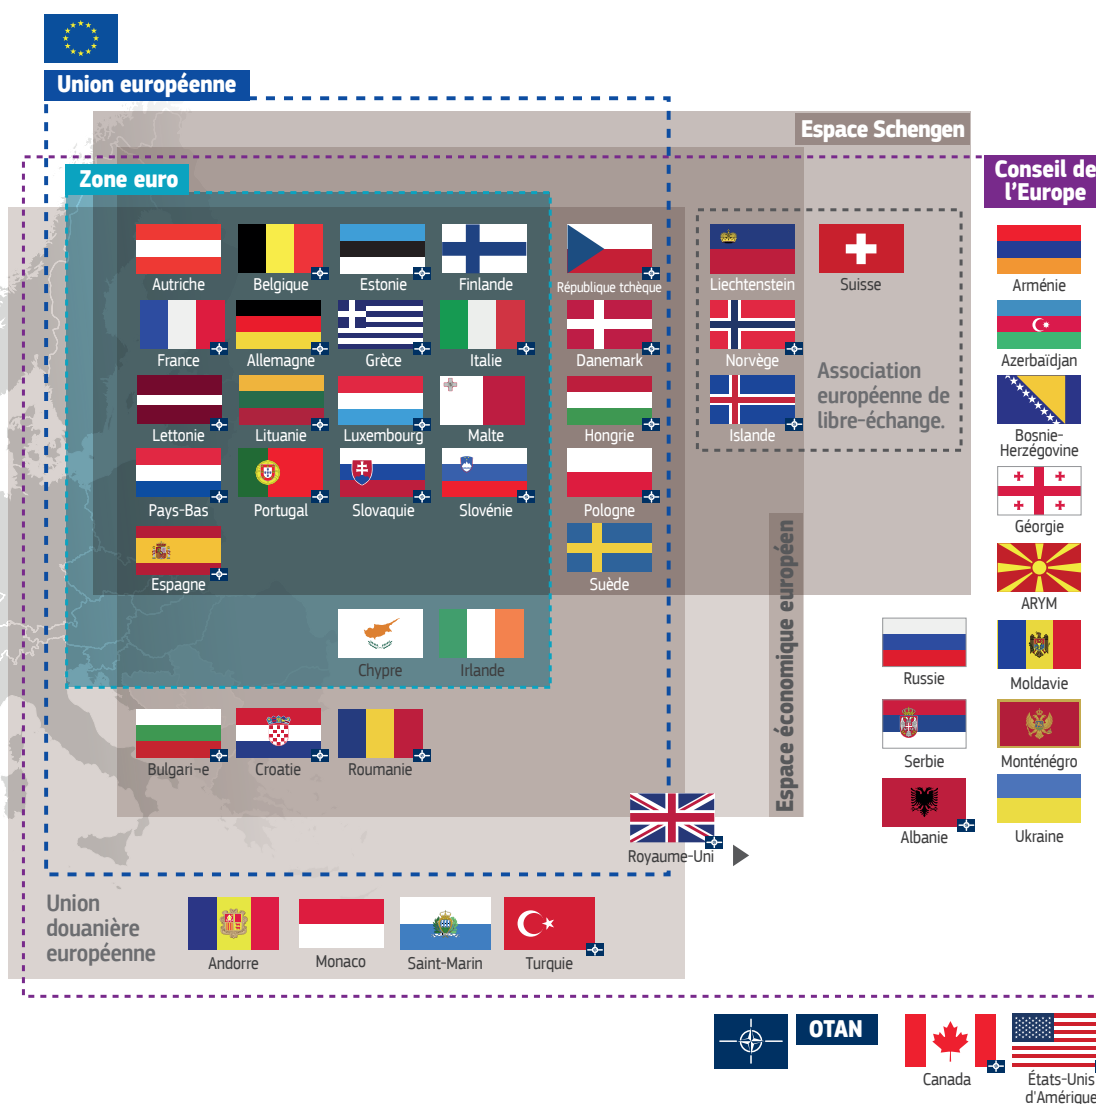 Union européenne
Espace Schengen
Zone euro
Conseil de
l'Europe
Autriche
Belgique
Estonie
Finlande
République tchèque
Liechtenstein
Suisse
Arménie
France
Allemagne
Grèce
Italie
Danemark
Norvège
Azerbaïdjan
Association
européenne de
libre-échange.
Lettonie
Lituanie
Luxembourg
Malte
Hongrie
Islande
Bosnie-
Herzégovine
Pays-Bas
Portugal
Slovaquie
Slovénie
Pologne
Géorgie
Espagne
Suède
ARYM
Espace économique européen
Chypre
Irlande
Russie
Moldavie
Bulgari¬e
Croatie
Roumanie
Serbie
Monténégro
Albanie
Ukraine
Royaume-Uni
Union
douanière
européenne
Andorre
Monaco
Saint-Marin
Turquie
OTAN
Canada
États-Unis
d'Amérique